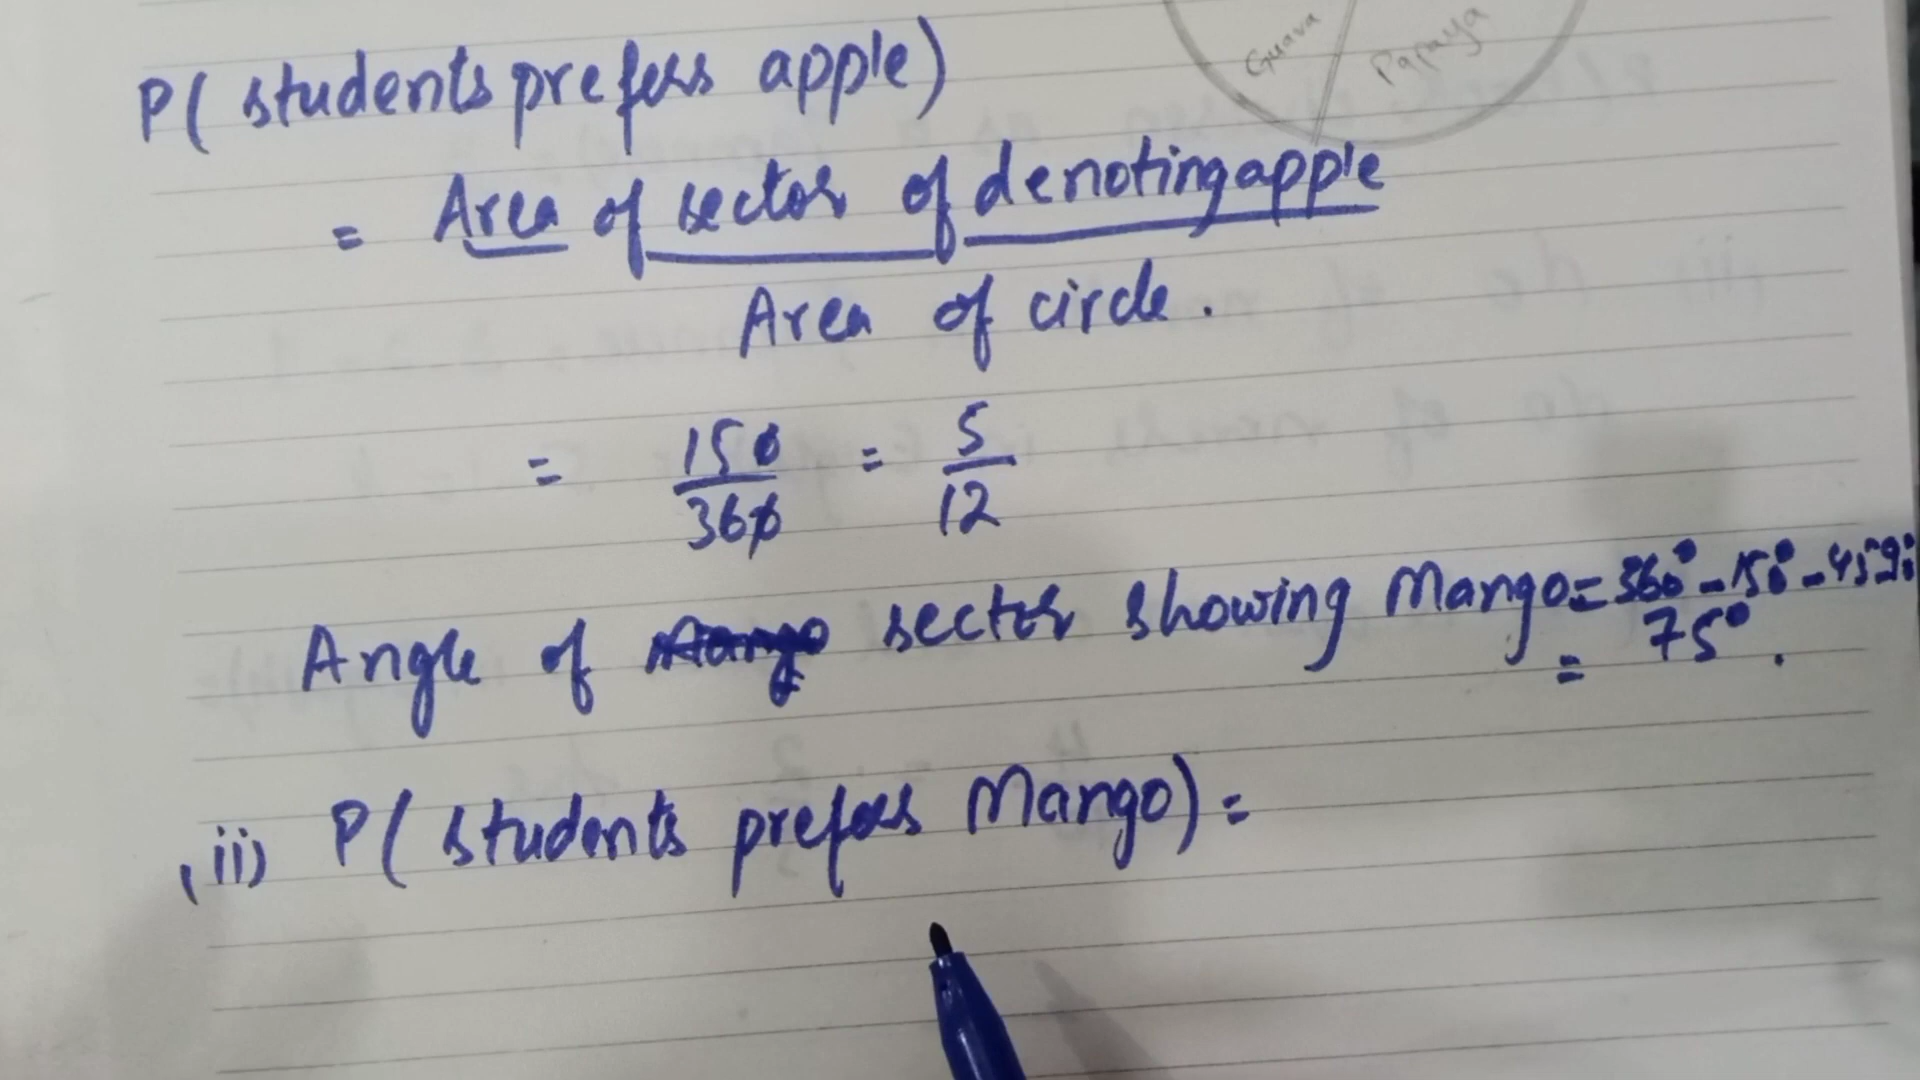 Guava
Papaya
P( students prefers apple)
= Area of sector of denoting apple
Area of circle.
= 150/360 = 5/12
Angle of sector showing Mango = 360° - 150° - 45° - 90°
= 75°.
ii) P( students prefers Mango) =